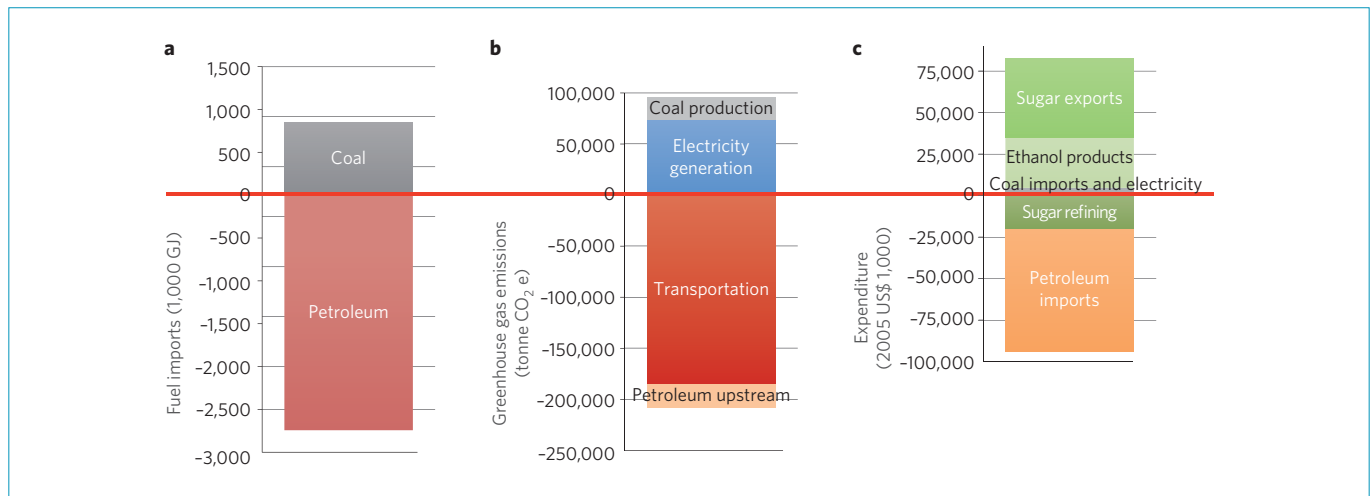 a
1,500
1,000
500
0
–500
–1,000
–1,500
–2,000
–2,500
–3,000
Fuel imports (1,000 GJ)
Coal
Petroleum
b
100,000
50,000
0
–50,000
–100,000
–150,000
–200,000
–250,000
Greenhouse gas emissions
(tonne CO₂ e)
Coal production
Electricity
generation
Transportation
Petroleum upstream
c
75,000
50,000
25,000
0
–25,000
–50,000
–75,000
–100,000
Expenditure
(2005 US$ 1,000)
Sugar exports
Ethanol products
Coal imports and electricity
Sugar refining
Petroleum
imports